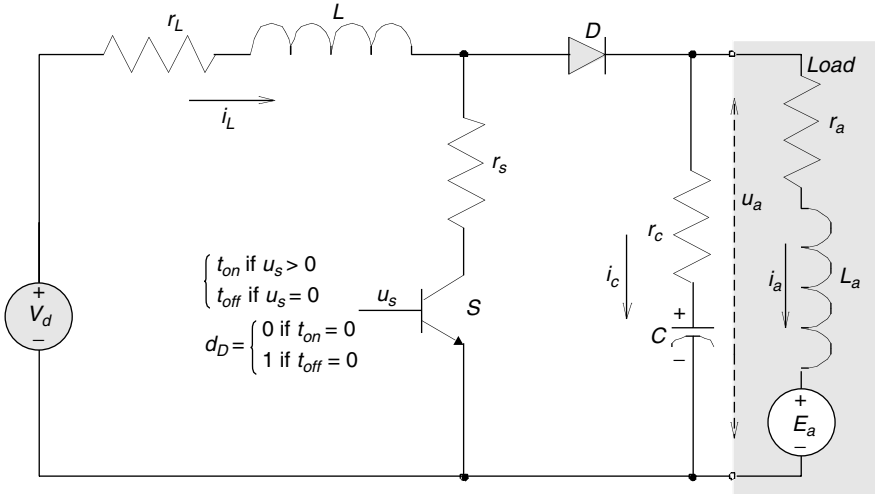 r_L
L
D
Load
i_L
r_s
r_a
u_a
r_c
i_c
i_a
L_a
t_on if u_s > 0
t_off if u_s = 0
u_s
S
+
V_d
–
d_D = 0 if t_on = 0
1 if t_off = 0
+
C
–
+
E_a
–